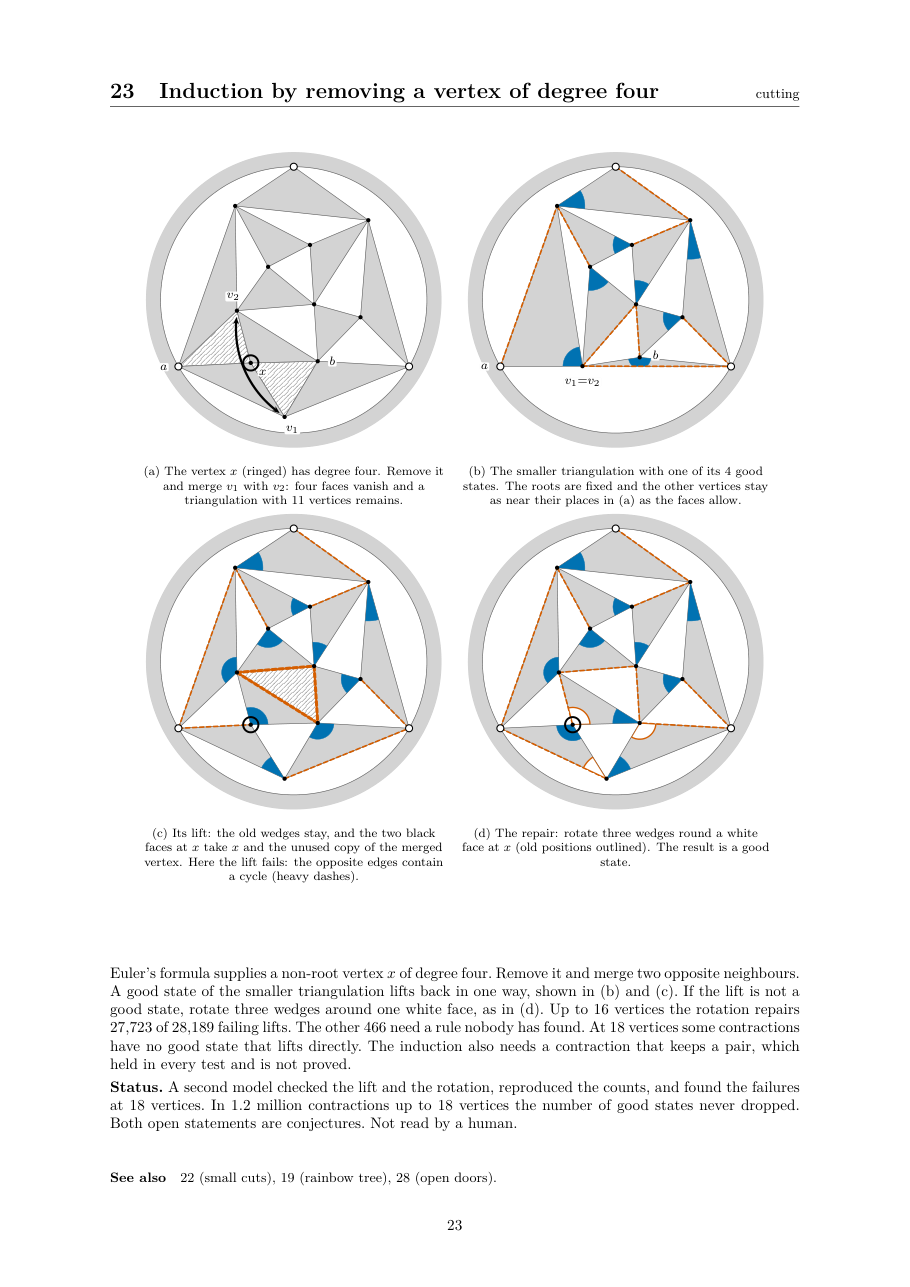 23 Induction by removing a vertex of degree four cutting
v2
a
x
b
v1
a
b
v1=v2
(a) The vertex x (ringed) has degree four. Remove it
and merge v1 with v2: four faces vanish and a
triangulation with 11 vertices remains.
(b) The smaller triangulation with one of its 4 good
states. The roots are fixed and the other vertices stay
as near their places in (a) as the faces allow.
(c) Its lift: the old wedges stay, and the two black
faces at x take x and the unused copy of the merged
vertex. Here the lift fails: the opposite edges contain
a cycle (heavy dashes).
(d) The repair: rotate three wedges round a white
face at x (old positions outlined). The result is a good
state.
Euler's formula supplies a non-root vertex x of degree four. Remove it and merge two opposite neighbours.
A good state of the smaller triangulation lifts back in one way, shown in (b) and (c). If the lift is not a
good state, rotate three wedges around one white face, as in (d). Up to 16 vertices the rotation repairs
27,723 of 28,189 failing lifts. The other 466 need a rule nobody has found. At 18 vertices some contractions
have no good state that lifts directly. The induction also needs a contraction that keeps a pair, which
held in every test and is not proved.
Status. A second model checked the lift and the rotation, reproduced the counts, and found the failures
at 18 vertices. In 1.2 million contractions up to 18 vertices the number of good states never dropped.
Both open statements are conjectures. Not read by a human.
See also 22 (small cuts), 19 (rainbow tree), 28 (open doors).
23